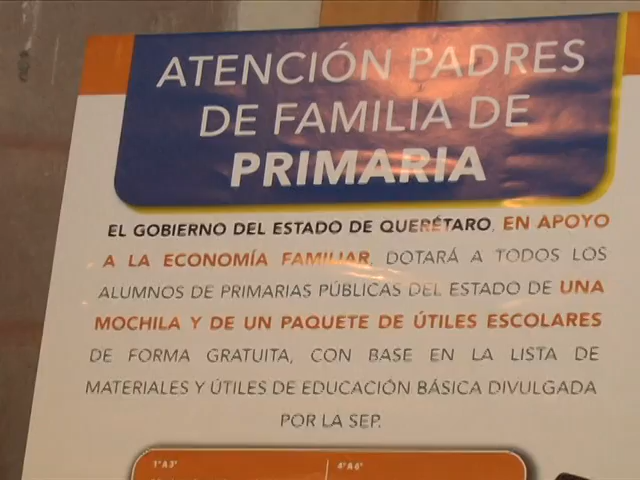 ATENCIÓN PADRES
DE FAMILIA DE
PRIMARIA
EL GOBIERNO DEL ESTADO DE QUERÉTARO, EN APOYO
A LA ECONOMÍA FAMILIAR, DOTARÁ A TODOS LOS
ALUMNOS DE PRIMARIAS PÚBLICAS DEL ESTADO DE UNA
MOCHILA Y DE UN PAQUETE DE ÚTILES ESCOLARES
DE FORMA GRATUITA, CON BASE EN LA LISTA DE
MATERIALES Y ÚTILES DE EDUCACIÓN BÁSICA DIVULGADA
POR LA SEP.
1° A 3° 4° A 6°